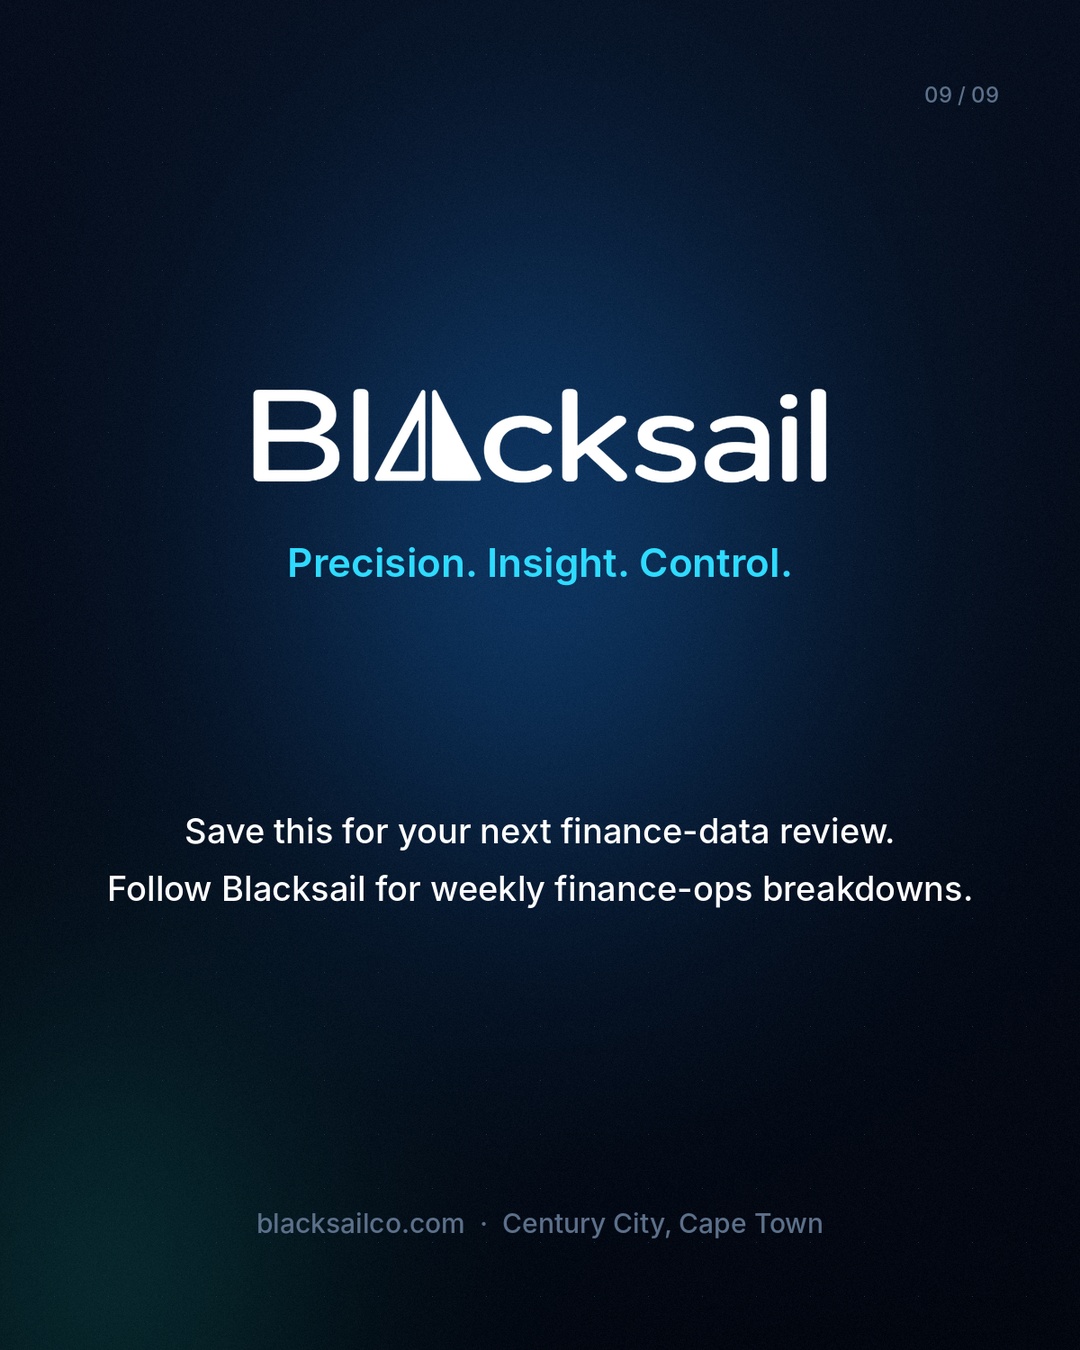 09 / 09
Blacksail
Precision. Insight. Control.
Save this for your next finance-data review.
Follow Blacksail for weekly finance-ops breakdowns.
blacksailco.com · Century City, Cape Town